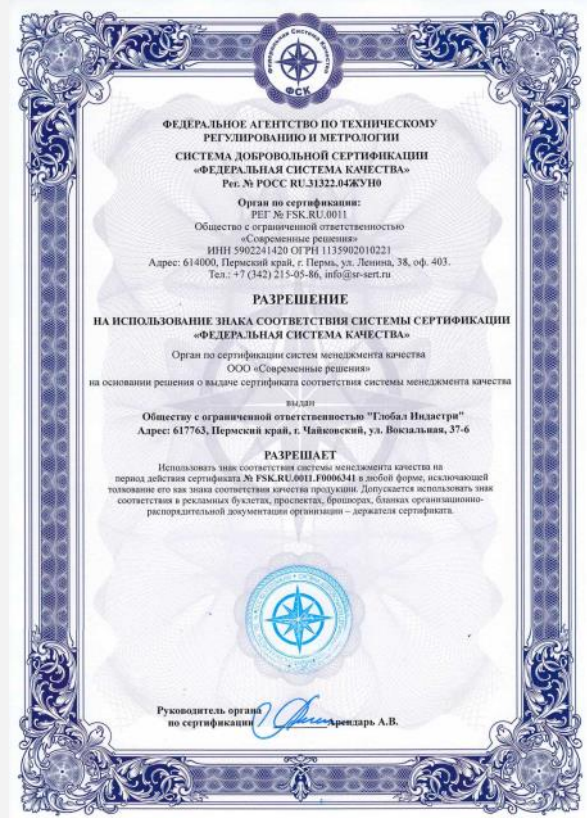 Федеральная Система Качества
ФСК
ФЕДЕРАЛЬНОЕ АГЕНТСТВО ПО ТЕХНИЧЕСКОМУ
РЕГУЛИРОВАНИЮ И МЕТРОЛОГИИ
СИСТЕМА ДОБРОВОЛЬНОЙ СЕРТИФИКАЦИИ
«ФЕДЕРАЛЬНАЯ СИСТЕМА КАЧЕСТВА»
Рег. № РОСС RU.31322.04ЖУН0
Орган по сертификации:
РЕГ № FSK.RU.0011
Общество с ограниченной ответственностью
«Современные решения»
ИНН 5902241420 ОГРН 1135902010221
Адрес: 614000, Пермский край, г. Пермь, ул. Ленина, 38, оф. 403.
Тел.: +7 (342) 215-05-86, info@sr-sert.ru
РАЗРЕШЕНИЕ
НА ИСПОЛЬЗОВАНИЕ ЗНАКА СООТВЕТСТВИЯ СИСТЕМЫ СЕРТИФИКАЦИИ
«ФЕДЕРАЛЬНАЯ СИСТЕМА КАЧЕСТВА»
Орган по сертификации систем менеджмента качества
ООО «Современные решения»
на основании решения о выдаче сертификата соответствия системы менеджмента качества
выдан
Обществу с ограниченной ответственностью "Глобал Индастри"
Адрес: 617763, Пермский край, г. Чайковский, ул. Вокзальная, 37-6
РАЗРЕШАЕТ
Использовать знак соответствия системы менеджмента качества на
период действия сертификата № FSK.RU.0011.F0006341 в любой форме, исключающей
толкование его как знака соответствия качества продукции. Допускается использовать знак
соответствия в рекламных буклетах, проспектах, брошюрах, бланках организационно-
распорядительной документации организации – держателя сертификата.
Руководитель органа
по сертификации Арендарь А.В.